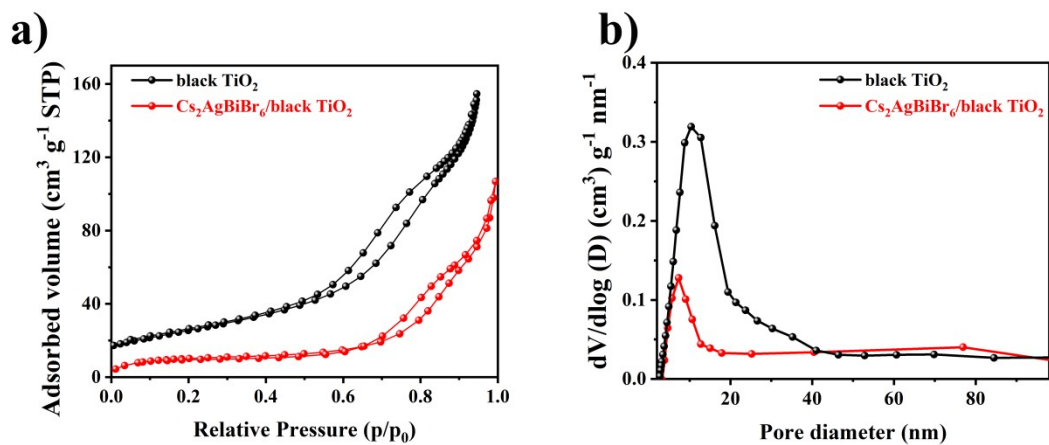 a)
black TiO₂
Cs₂AgBiBr₆/black TiO₂
Adsorbed volume (cm³ g⁻¹ STP)
160
120
80
40
0
0.0 0.2 0.4 0.6 0.8 1.0
Relative Pressure (p/p₀)
b)
black TiO₂
Cs₂AgBiBr₆/black TiO₂
dV/dlog (D) (cm³) g⁻¹ nm⁻¹
0.4
0.3
0.2
0.1
0.0
20 40 60 80
Pore diameter (nm)